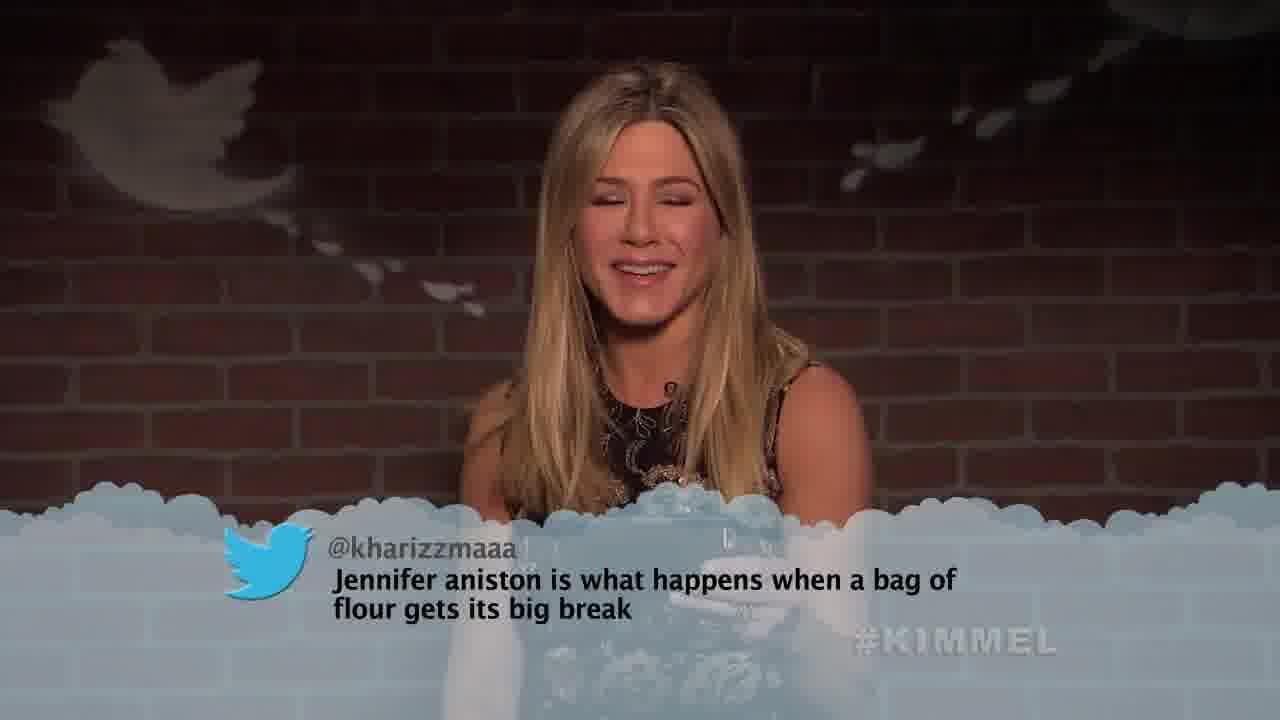 @kharizzmaaa
Jennifer aniston is what happens when a bag of
flour gets its big break
#KIMMEL